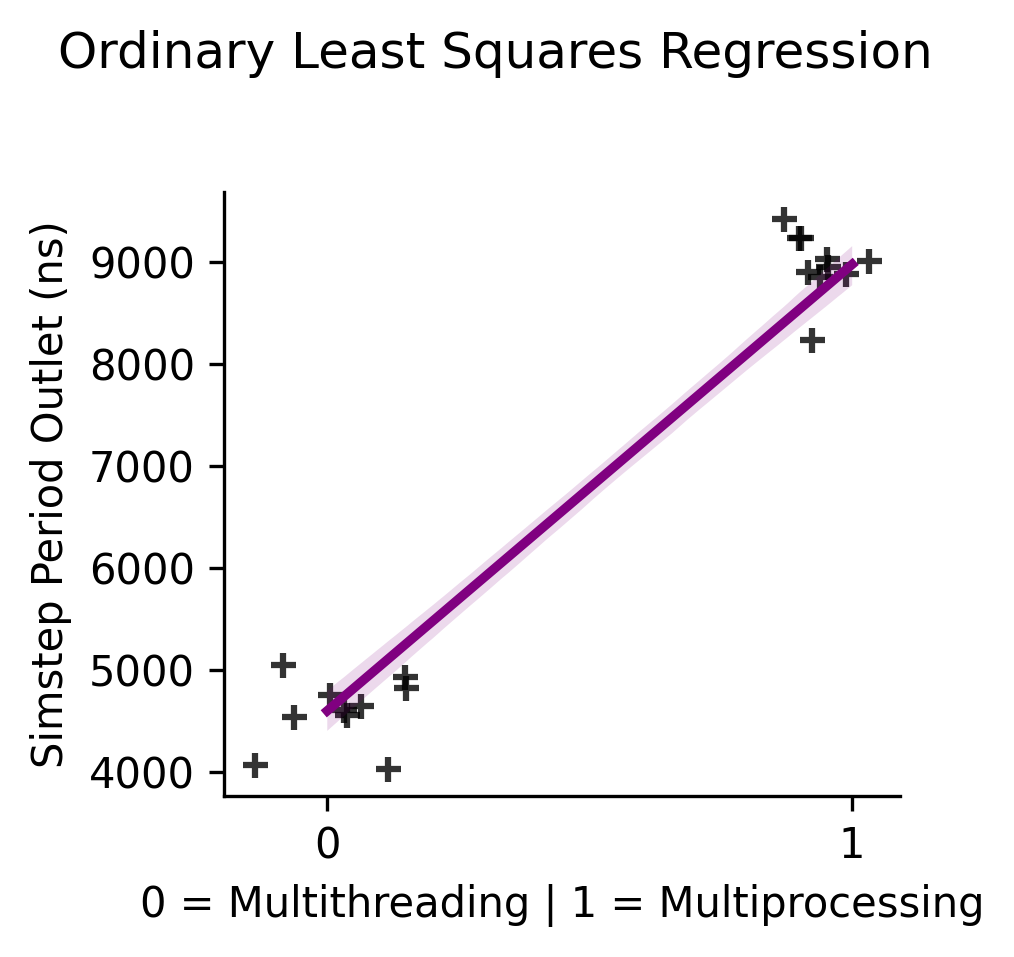 Ordinary Least Squares Regression
Simstep Period Outlet (ns)
9000
8000
7000
6000
5000
4000
0 1
0 = Multithreading | 1 = Multiprocessing